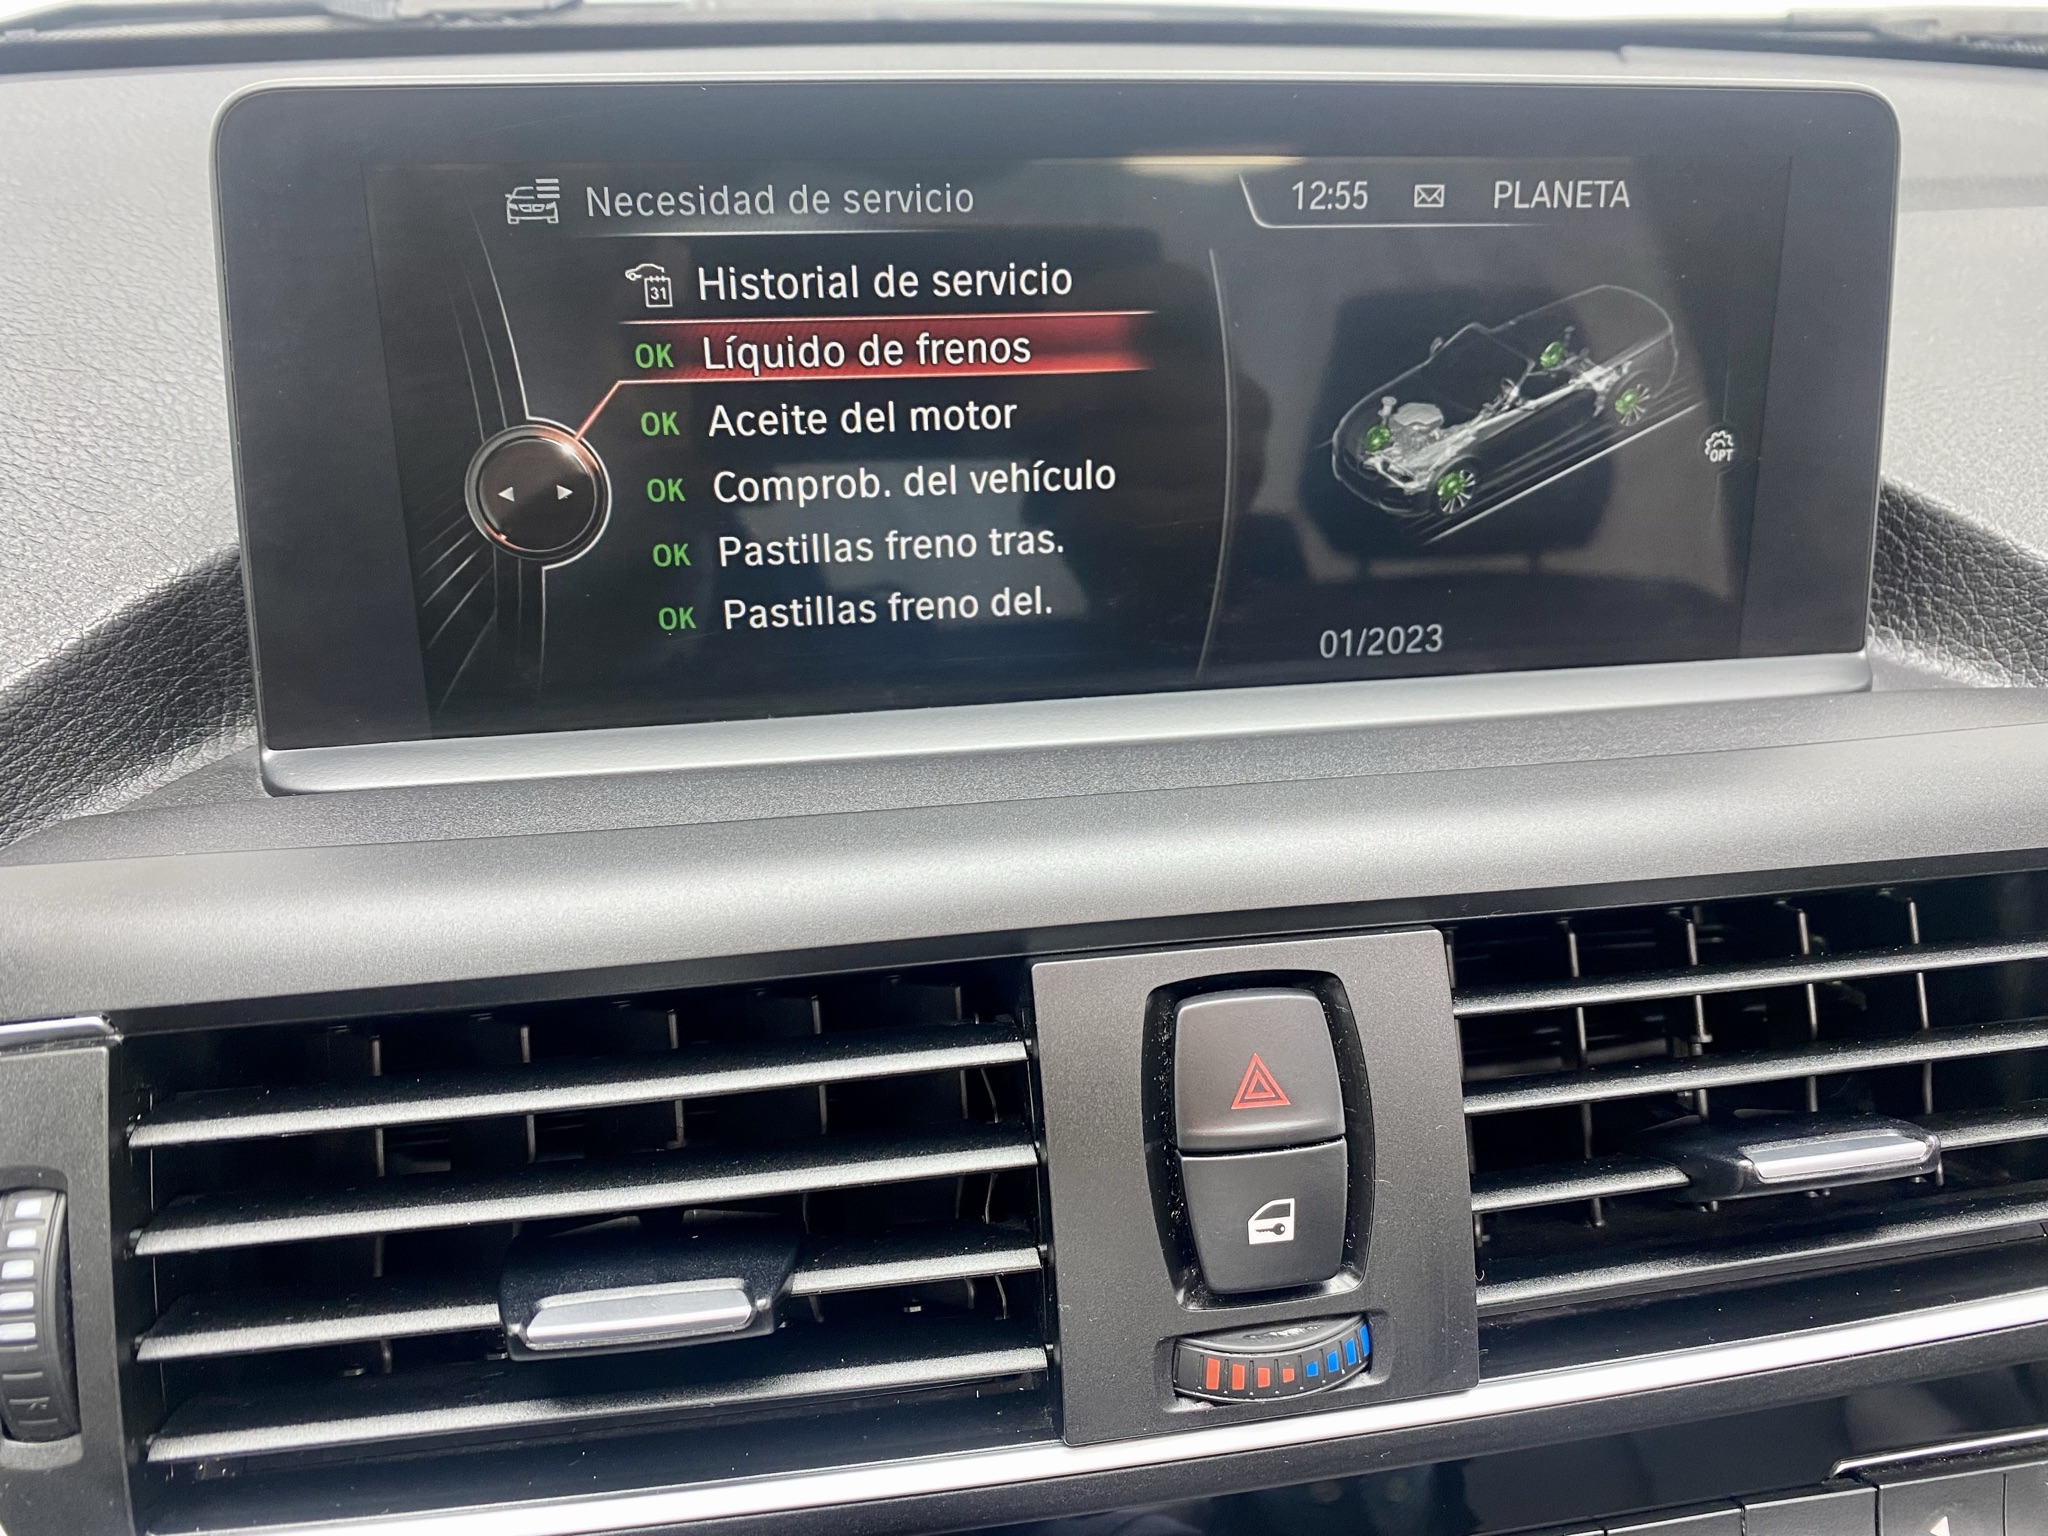 Necesidad de servicio
12:55 PLANETA
31 Historial de servicio
OK Líquido de frenos
OK Aceite del motor
OK Comprob. del vehículo
OK Pastillas freno tras.
OK Pastillas freno del.
OPT
01/2023